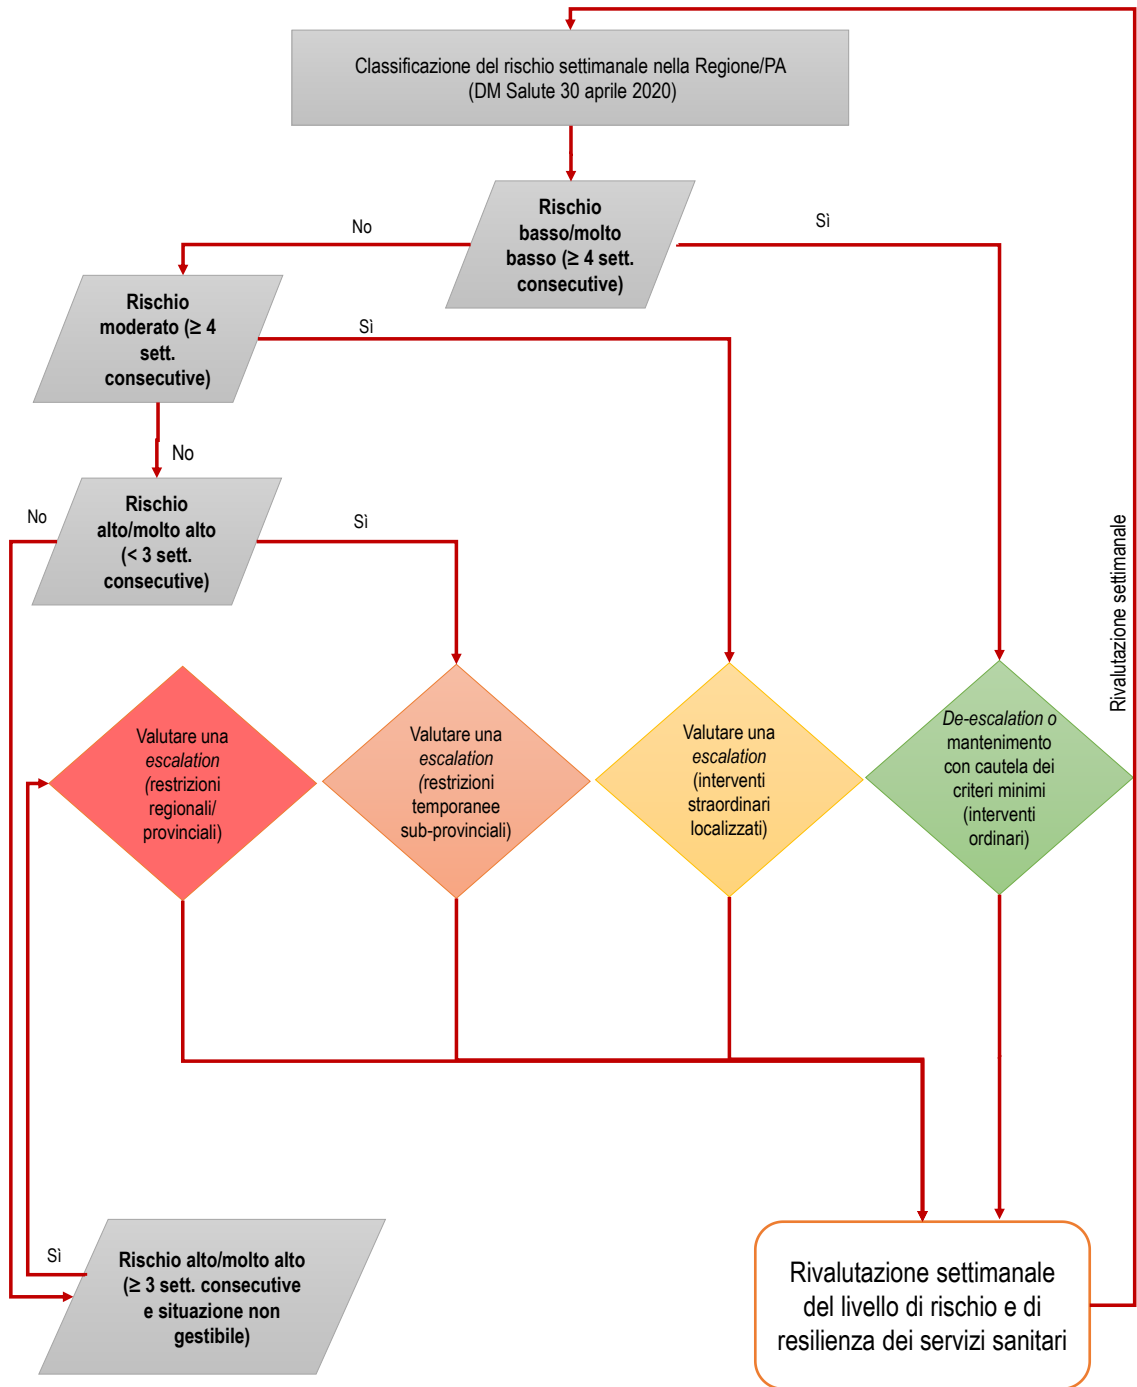 Classificazione del rischio settimanale nella Regione/PA
(DM Salute 30 aprile 2020)
Rischio
basso/molto
basso (≥ 4 sett.
consecutive)
No
Sì
Rischio
moderato (≥ 4
sett.
consecutive)
Sì
No
Rischio
alto/molto alto
(< 3 sett.
consecutive)
No
Sì
Rivalutazione settimanale
Valutare una
escalation
(restrizioni
regionali/
provinciali)
Valutare una
escalation
(restrizioni
temporanee
sub-provinciali)
Valutare una
escalation
(interventi
straordinari
localizzati)
De-escalation o
mantenimento
con cautela dei
criteri minimi
(interventi
ordinari)
Sì
Rischio alto/molto alto
(≥ 3 sett. consecutive
e situazione non
gestibile)
Rivalutazione settimanale
del livello di rischio e di
resilienza dei servizi sanitari